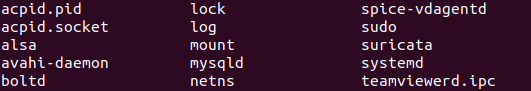 acpid.pid lock spice-vdagentd
acpid.socket log sudo
alsa mount suricata
avahi-daemon mysqld systemd
boltd netns teamviewerd.ipc